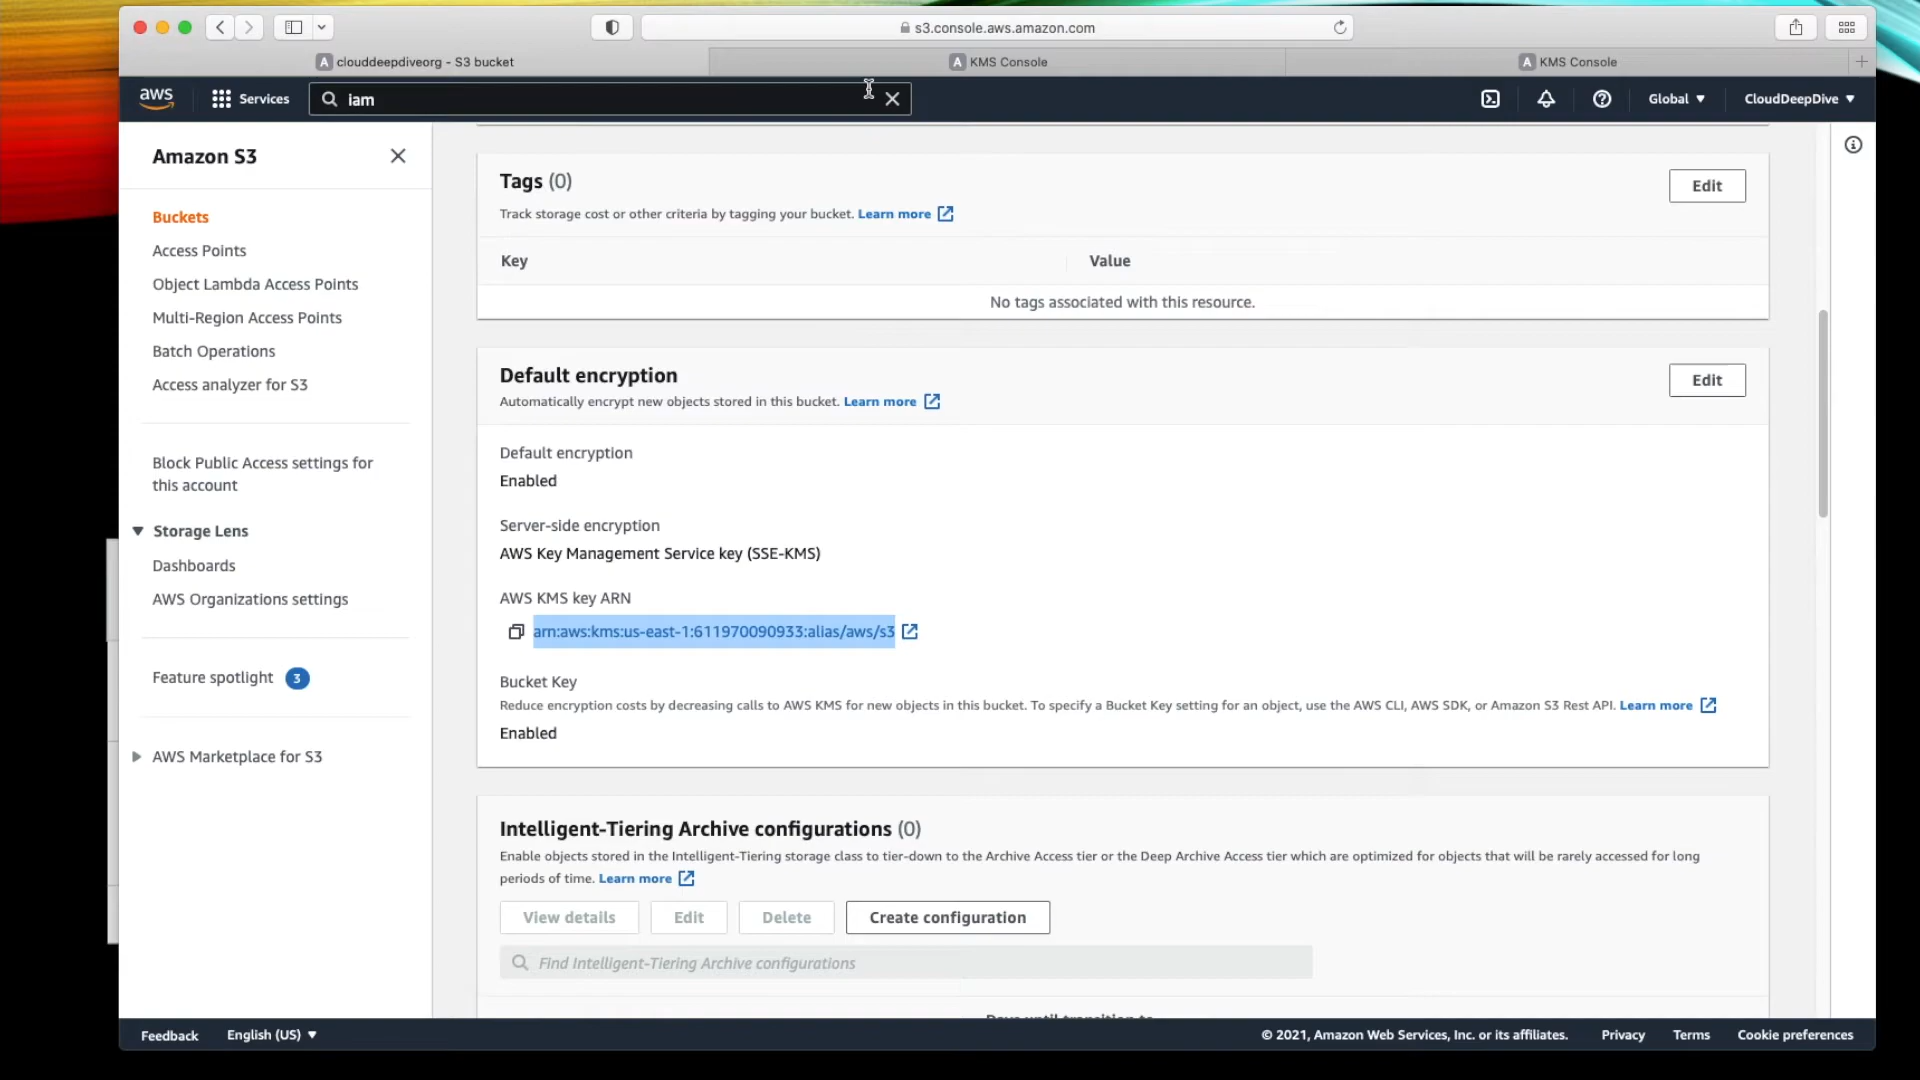 s3.console.aws.amazon.com
A clouddeepdiveorg - S3 bucket
A KMS Console
A KMS Console
aws
Services
iam
Global
CloudDeepDive
Amazon S3
Buckets
Access Points
Object Lambda Access Points
Multi-Region Access Points
Batch Operations
Access analyzer for S3
Block Public Access settings for
this account
Storage Lens
Dashboards
AWS Organizations settings
Feature spotlight 3
AWS Marketplace for S3
Tags (0)
Edit
Track storage cost or other criteria by tagging your bucket. Learn more
Key
Value
No tags associated with this resource.
Default encryption
Edit
Automatically encrypt new objects stored in this bucket. Learn more
Default encryption
Enabled
Server-side encryption
AWS Key Management Service key (SSE-KMS)
AWS KMS key ARN
arn:aws:kms:us-east-1:611970090933:alias/aws/s3
Bucket Key
Reduce encryption costs by decreasing calls to AWS KMS for new objects in this bucket. To specify a Bucket Key setting for an object, use the AWS CLI, AWS SDK, or Amazon S3 Rest API. Learn more
Enabled
Intelligent-Tiering Archive configurations (0)
Enable objects stored in the Intelligent-Tiering storage class to tier-down to the Archive Access tier or the Deep Archive Access tier which are optimized for objects that will be rarely accessed for long
periods of time. Learn more
View details
Edit
Delete
Create configuration
Find Intelligent-Tiering Archive configurations
Days until transition to
Feedback
English (US)
© 2021, Amazon Web Services, Inc. or its affiliates.
Privacy
Terms
Cookie preferences